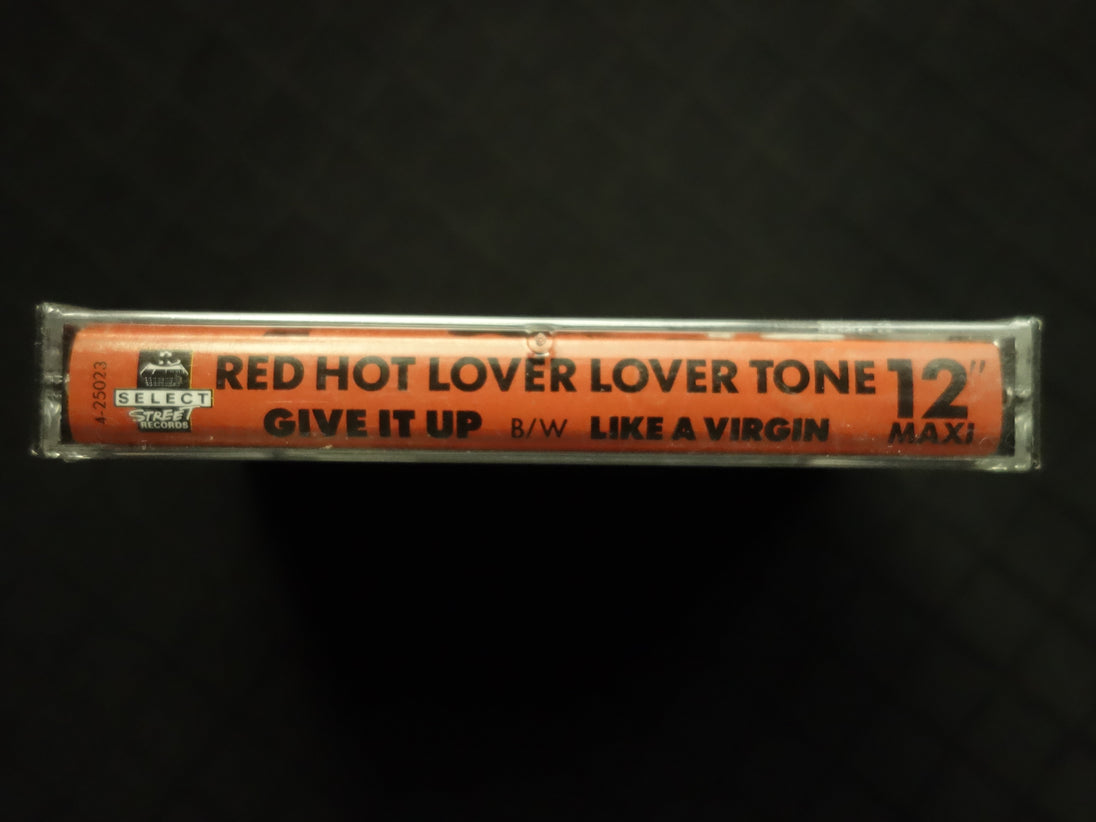 4-25023
SELECT
STREET
RECORDS
RED HOT LOVER LOVER TONE
GIVE IT UP B/W LIKE A VIRGIN
12"
MAXi